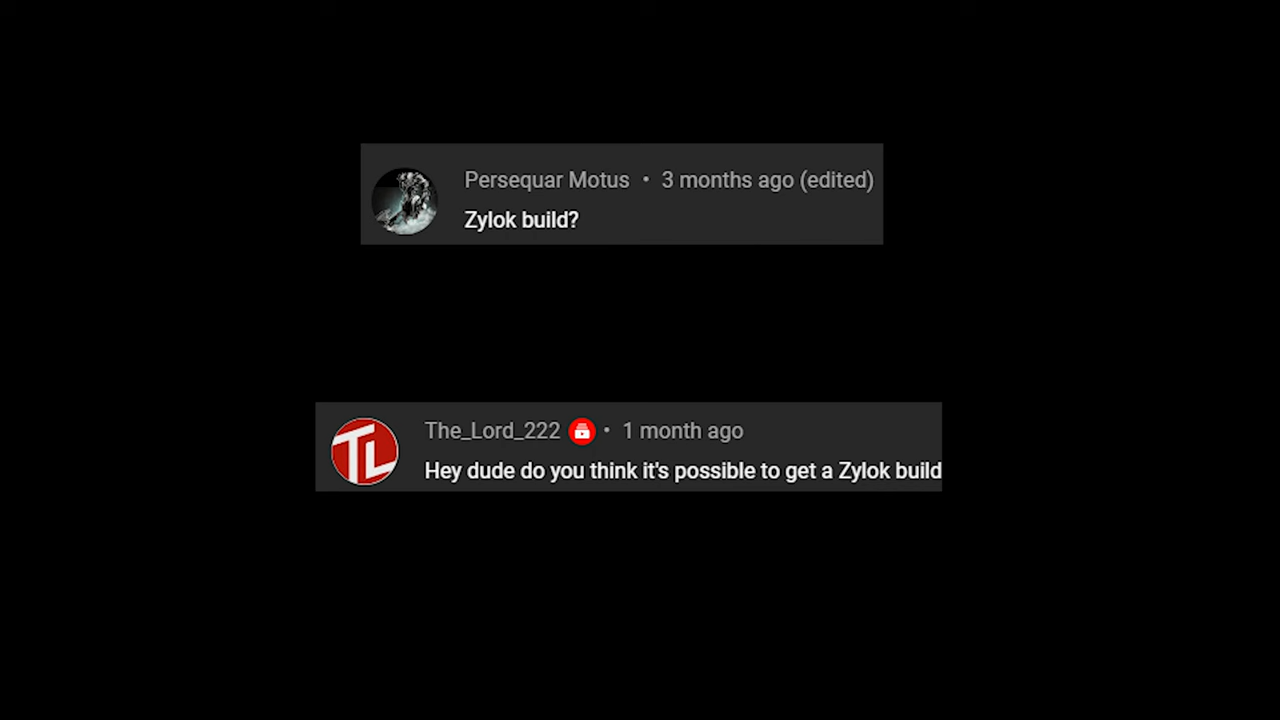 Persequar Motus • 3 months ago (edited)
Zylok build?
TL
The_Lord_222 • 1 month ago
Hey dude do you think it's possible to get a Zylok build